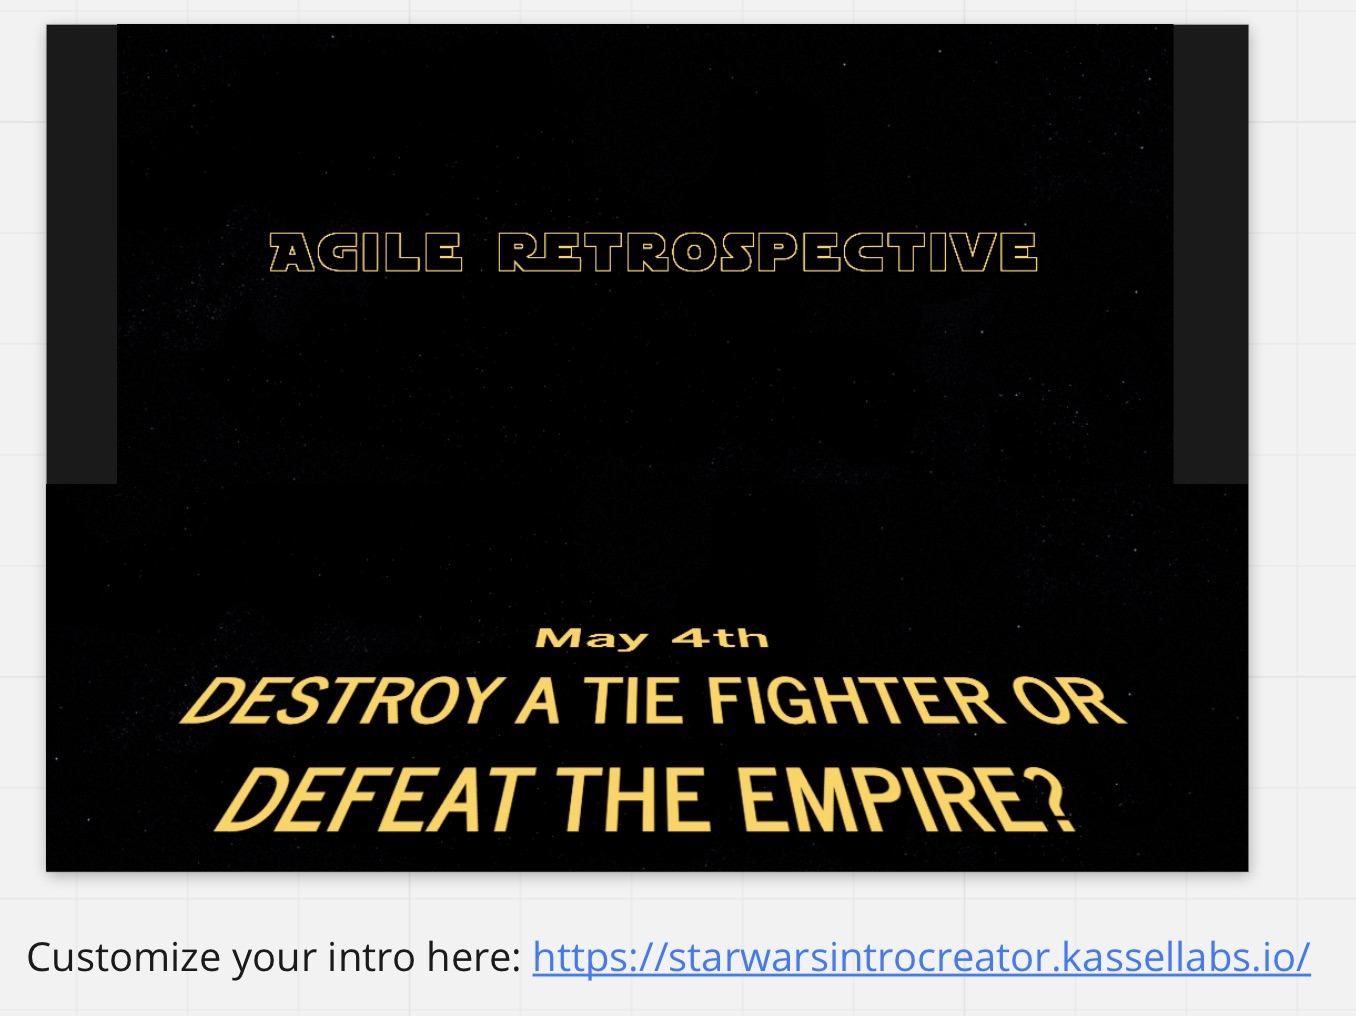 AGILE RETROSPECTIVE
May 4th
DESTROY A TIE FIGHTER OR
DEFEAT THE EMPIRE?
Customize your intro here: https://starwarsintrocreator.kassellabs.io/